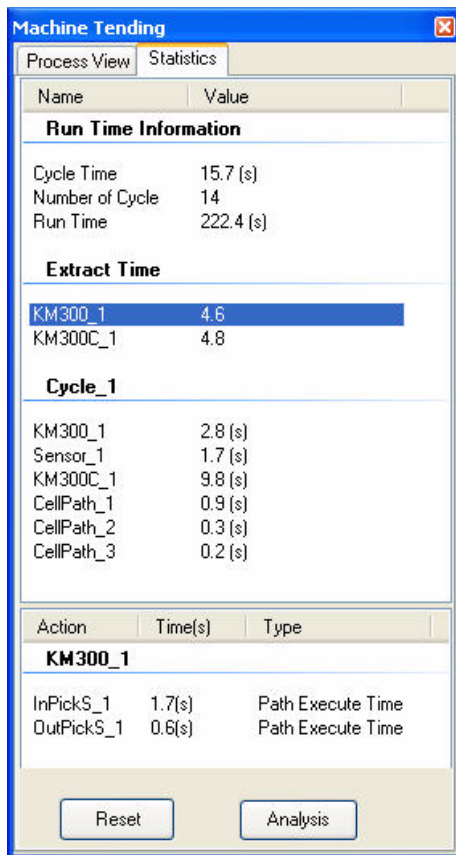 Machine Tending
Process View Statistics
Name Value
Run Time Information
Cycle Time 15.7 (s)
Number of Cycle 14
Run Time 222.4 (s)
Extract Time
KM300_1 4.6
KM300C_1 4.8
Cycle_1
KM300_1 2.8 (s)
Sensor_1 1.7 (s)
KM300C_1 9.8 (s)
CellPath_1 0.9 (s)
CellPath_2 0.3 (s)
CellPath_3 0.2 (s)
Action Time(s) Type
KM300_1
InPickS_1 1.7(s) Path Execute Time
OutPickS_1 0.6(s) Path Execute Time
Reset Analysis